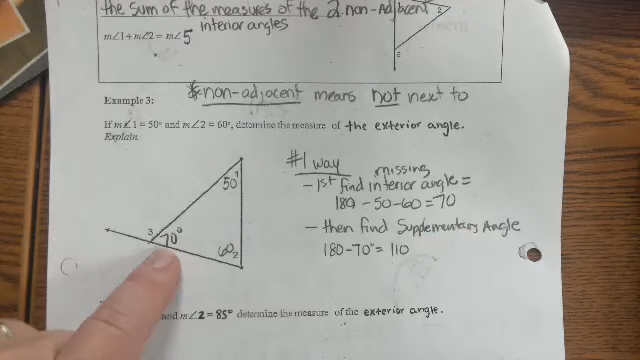 the sum of the measures of the 2 non-Adjacent
interior angles
m∠1 + m∠2 = m∠5
2
*non-adjacent means not next to
Example 3:
If m∠1 = 50° and m∠2 = 60°, determine the measure of the exterior angle.
Explain.
#1 way
missing
- 1st find interior angle =
180 - 50 - 60 = 70
- then find Supplementary Angle
180 - 70° = 110
1
50°
3
70°
60
2
and m∠2 = 85° determine the measure of the exterior angle.